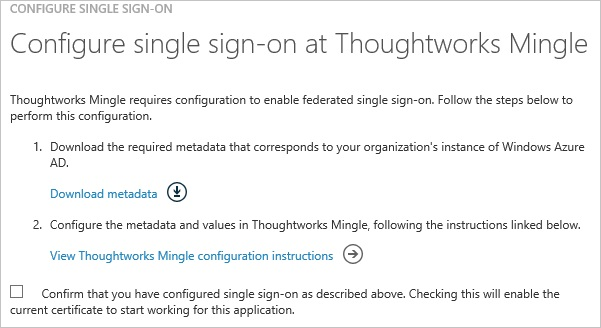 CONFIGURE SINGLE SIGN-ON
Configure single sign-on at Thoughtworks Mingle
Thoughtworks Mingle requires configuration to enable federated single sign-on. Follow the steps below to
perform this configuration.
1. Download the required metadata that corresponds to your organization's instance of Windows Azure
AD.
Download metadata
2. Configure the metadata and values in Thoughtworks Mingle, following the instructions linked below.
View Thoughtworks Mingle configuration instructions
Confirm that you have configured single sign-on as described above. Checking this will enable the
current certificate to start working for this application.